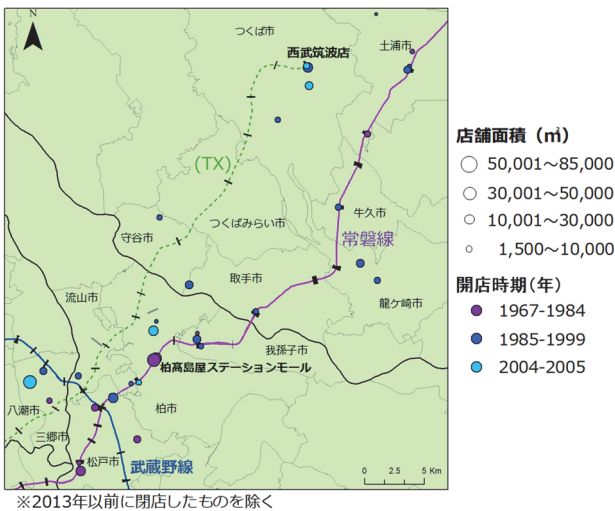 N
つくば市
土浦市
西武筑波店
(TX)
牛久市
つくばみらい市
守谷市
常磐線
取手市
流山市
龍ケ崎市
我孫子市
柏髙島屋ステーションモール
八潮市
柏市
三郷市
松戸市
武蔵野線
0 2.5 5 Km
店舗面積（㎡）
50,001～85,000
30,001～50,000
10,001～30,000
1,500～10,000
開店時期(年)
1967-1984
1985-1999
2004-2005
※2013年以前に閉店したものを除く